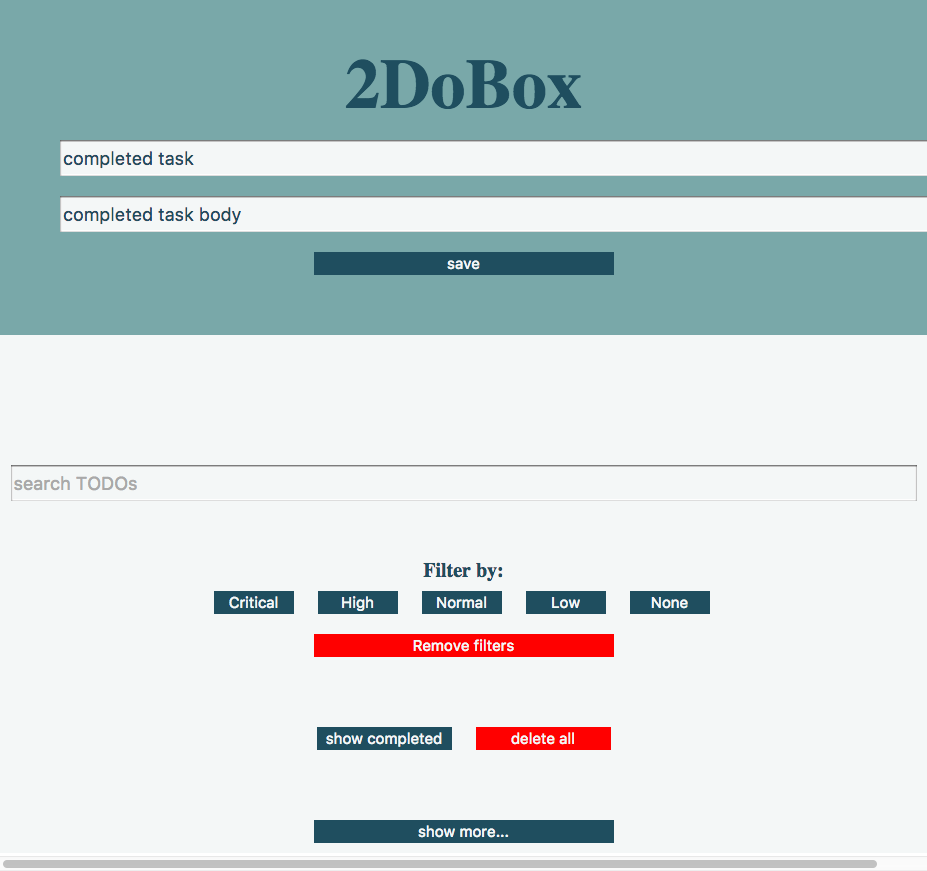 2DoBox
completed task
completed task body
save
search TODOs
Filter by:
Critical High Normal Low None
Remove filters
show completed delete all
show more...